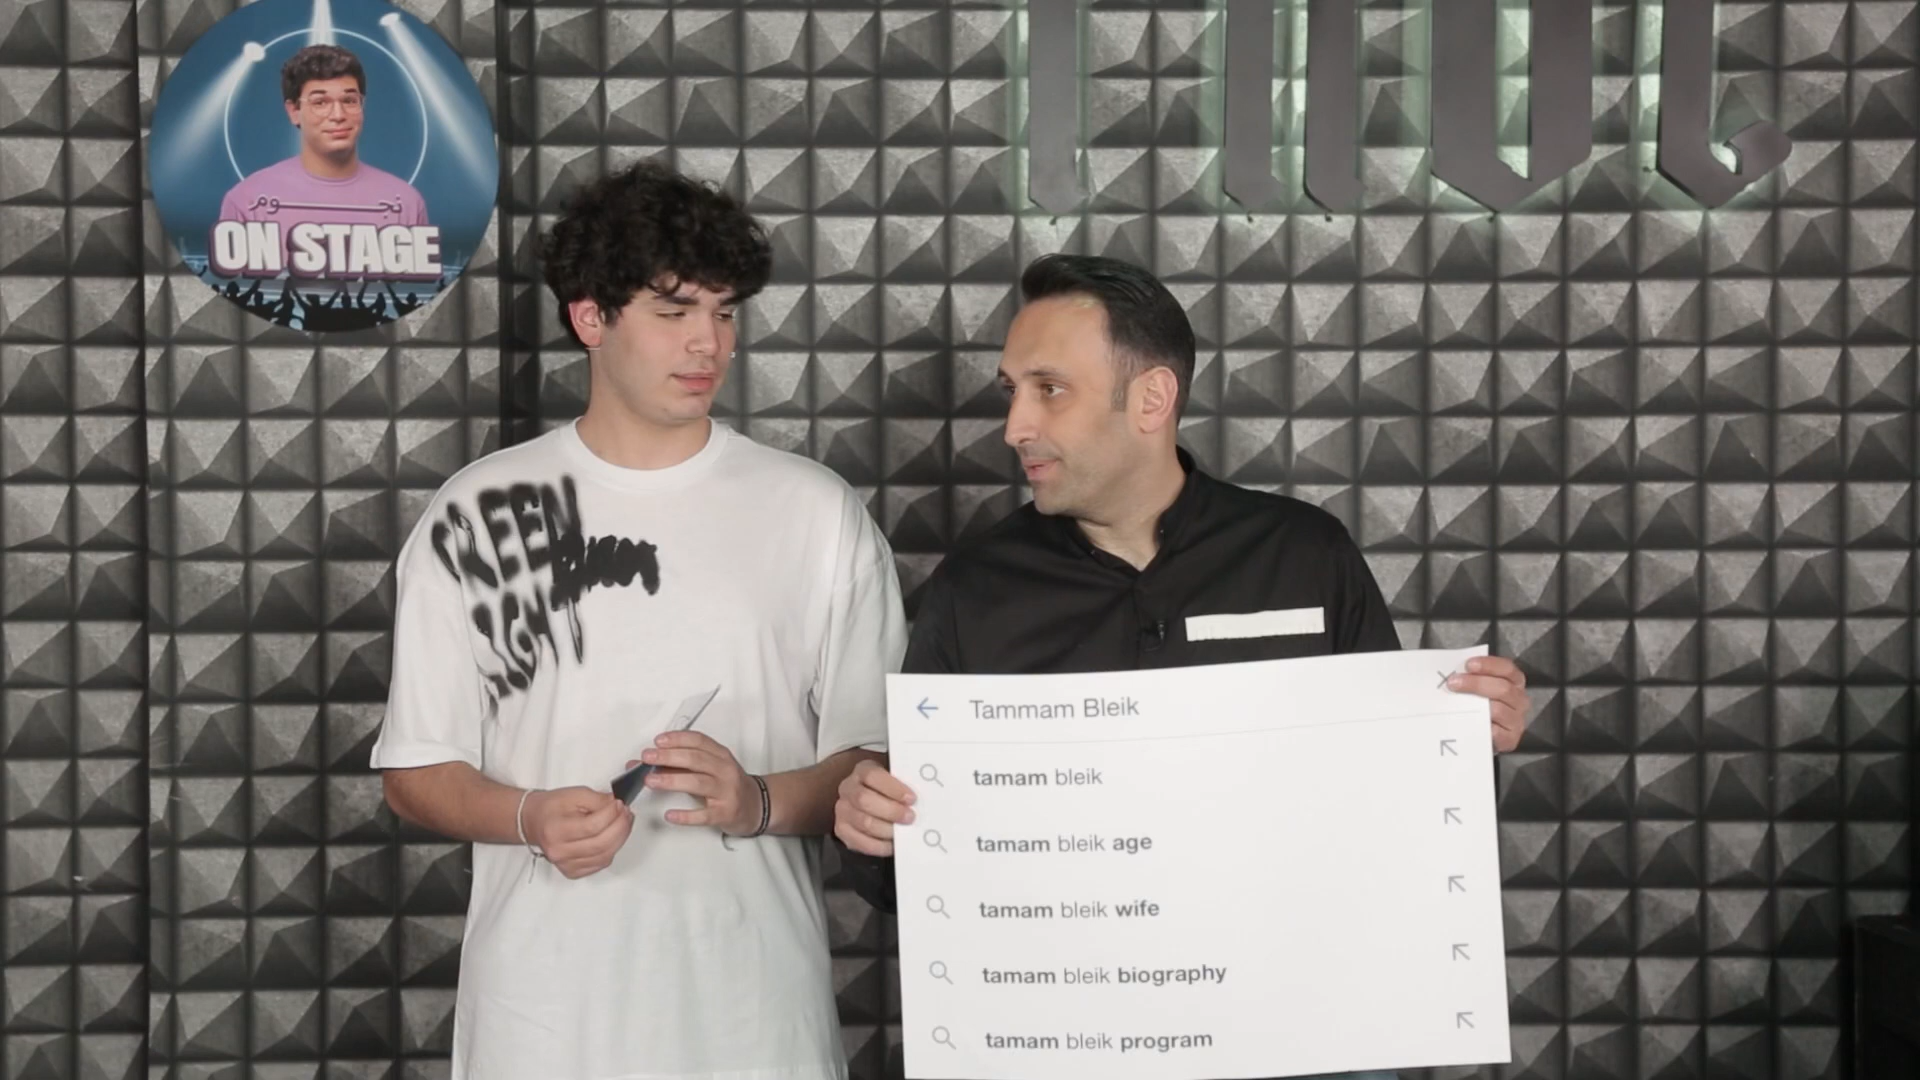 نجوم
ON STAGE
GREEN
Tammam Bleik
tamam bleik
tamam bleik age
tamam bleik wife
tamam bleik biography
tamam bleik program